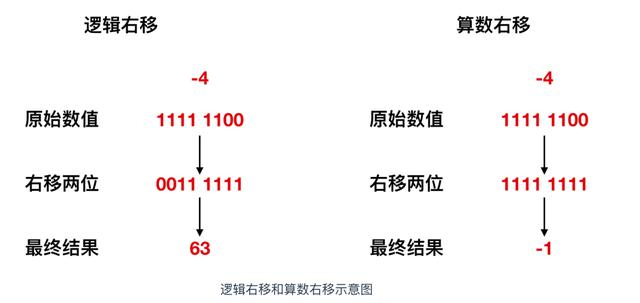 逻辑右移
算数右移
-4
-4
原始数值 1111 1100
原始数值 1111 1100
右移两位 0011 1111
右移两位 1111 1111
最终结果 63
最终结果 -1
逻辑右移和算数右移示意图